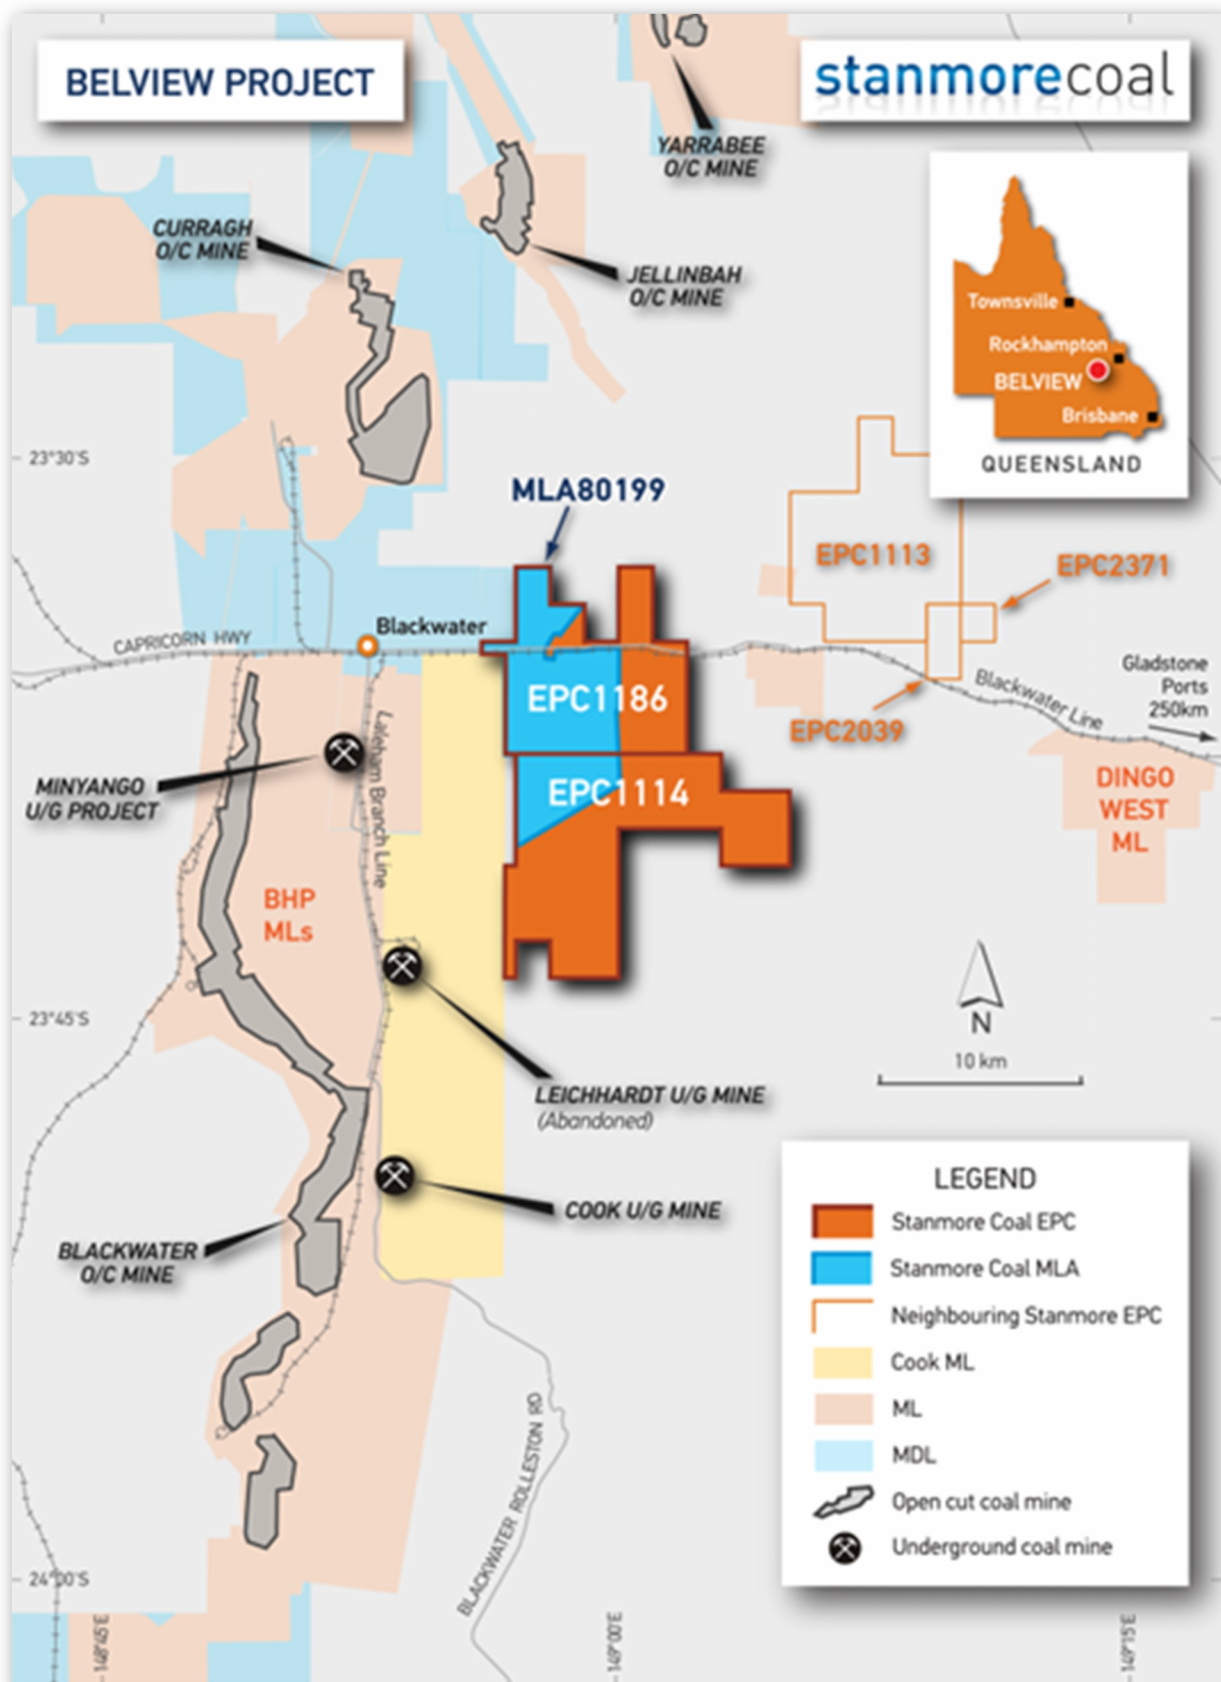 BELVIEW PROJECT
stanmorecoal
YARRABEE
O/C MINE
CURRAGH
O/C MINE
JELLINBAH
O/C MINE
Townsville
Rockhampton
BELVIEW
Brisbane
QUEENSLAND
23°30'S
MLA80199
EPC1113
EPC2371
Blackwater
CAPRICORN HWY
EPC1186
EPC2039
Blackwater Line
Gladstone
Ports
250km
MINYANGO
U/G PROJECT
Laleham Branch Line
EPC1114
DINGO
WEST
ML
BHP
MLs
23°45'S
N
10 km
LEICHHARDT U/G MINE
(Abandoned)
COOK U/G MINE
BLACKWATER
O/C MINE
BLACKWATER ROLLESTON RD
LEGEND
Stanmore Coal EPC
Stanmore Coal MLA
Neighbouring Stanmore EPC
Cook ML
ML
MDL
Open cut coal mine
Underground coal mine
24°00'S
148°45'E
149°00'E
149°15'E